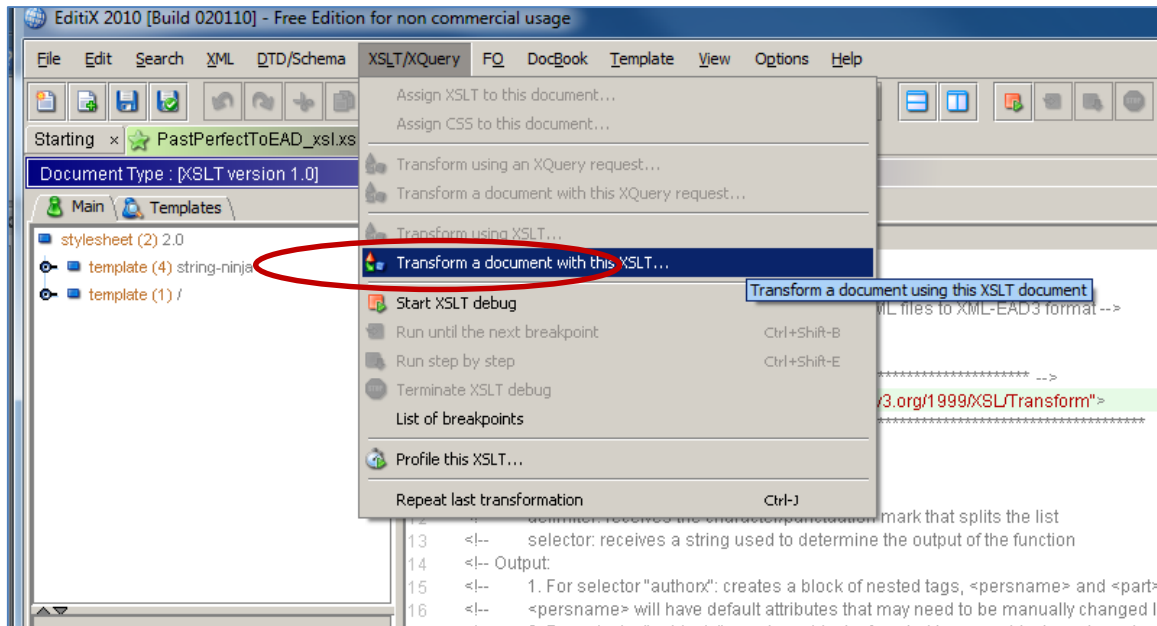 EditiX 2010 [Build 020110] - Free Edition for non commercial usage
File Edit Search XML DTD/Schema XSLT/XQuery FO DocBook Template View Options Help
Starting × PastPerfectToEAD_xsl.xs
Document Type : [XSLT version 1.0]
Main Templates
stylesheet (2) 2.0
template (4) string-ninja
template (1) /
Assign XSLT to this document...
Assign CSS to this document...
Transform using an XQuery request...
Transform a document with this XQuery request...
Transform using XSLT...
Transform a document with this XSLT...
Start XSLT debug
Run until the next breakpoint Ctrl+Shift-B
Run step by step Ctrl+Shift-E
Terminate XSLT debug
List of breakpoints
Profile this XSLT...
Repeat last transformation Ctrl-J
Transform a document using this XSLT document
ML files to XML-EAD3 format -->
*********************** -->
/3.org/1999/XSL/Transform">
mark that splits the list
13 <!-- selector: receives a string used to determine the output of the function
14 <!-- Output:
15 <!-- 1. For selector "authorx": creates a block of nested tags, <persname> and <part>
16 <!-- <persname> will have default attributes that may need to be manually changed